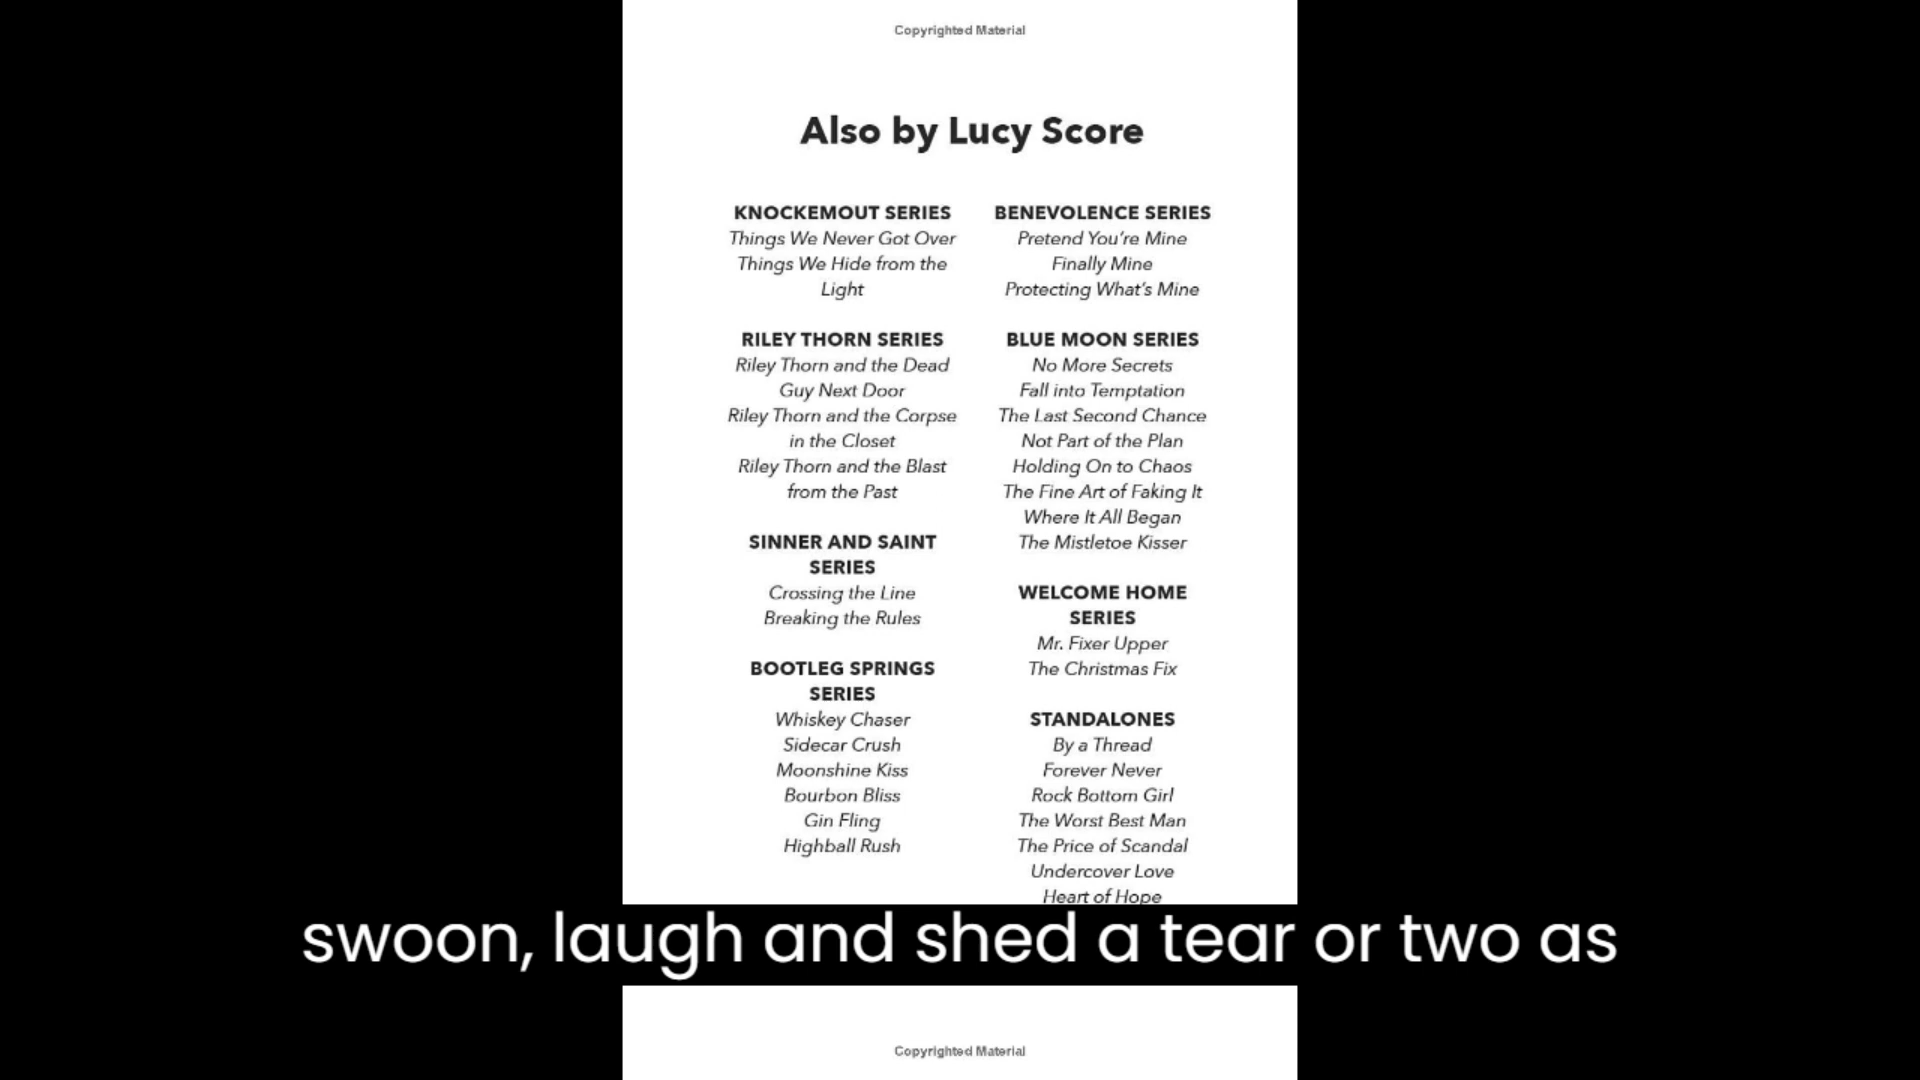 Copyrighted Material
Also by Lucy Score
KNOCKEMOUT SERIES
Things We Never Got Over
Things We Hide from the
Light
RILEY THORN SERIES
Riley Thorn and the Dead
Guy Next Door
Riley Thorn and the Corpse
in the Closet
Riley Thorn and the Blast
from the Past
SINNER AND SAINT
SERIES
Crossing the Line
Breaking the Rules
BOOTLEG SPRINGS
SERIES
Whiskey Chaser
Sidecar Crush
Moonshine Kiss
Bourbon Bliss
Gin Fling
Highball Rush
BENEVOLENCE SERIES
Pretend You're Mine
Finally Mine
Protecting What's Mine
BLUE MOON SERIES
No More Secrets
Fall into Temptation
The Last Second Chance
Not Part of the Plan
Holding On to Chaos
The Fine Art of Faking It
Where It All Began
The Mistletoe Kisser
WELCOME HOME
SERIES
Mr. Fixer Upper
The Christmas Fix
STANDALONES
By a Thread
Forever Never
Rock Bottom Girl
The Worst Best Man
The Price of Scandal
Undercover Love
Heart of Hope
swoon, laugh and shed a tear or two as
Copyrighted Material